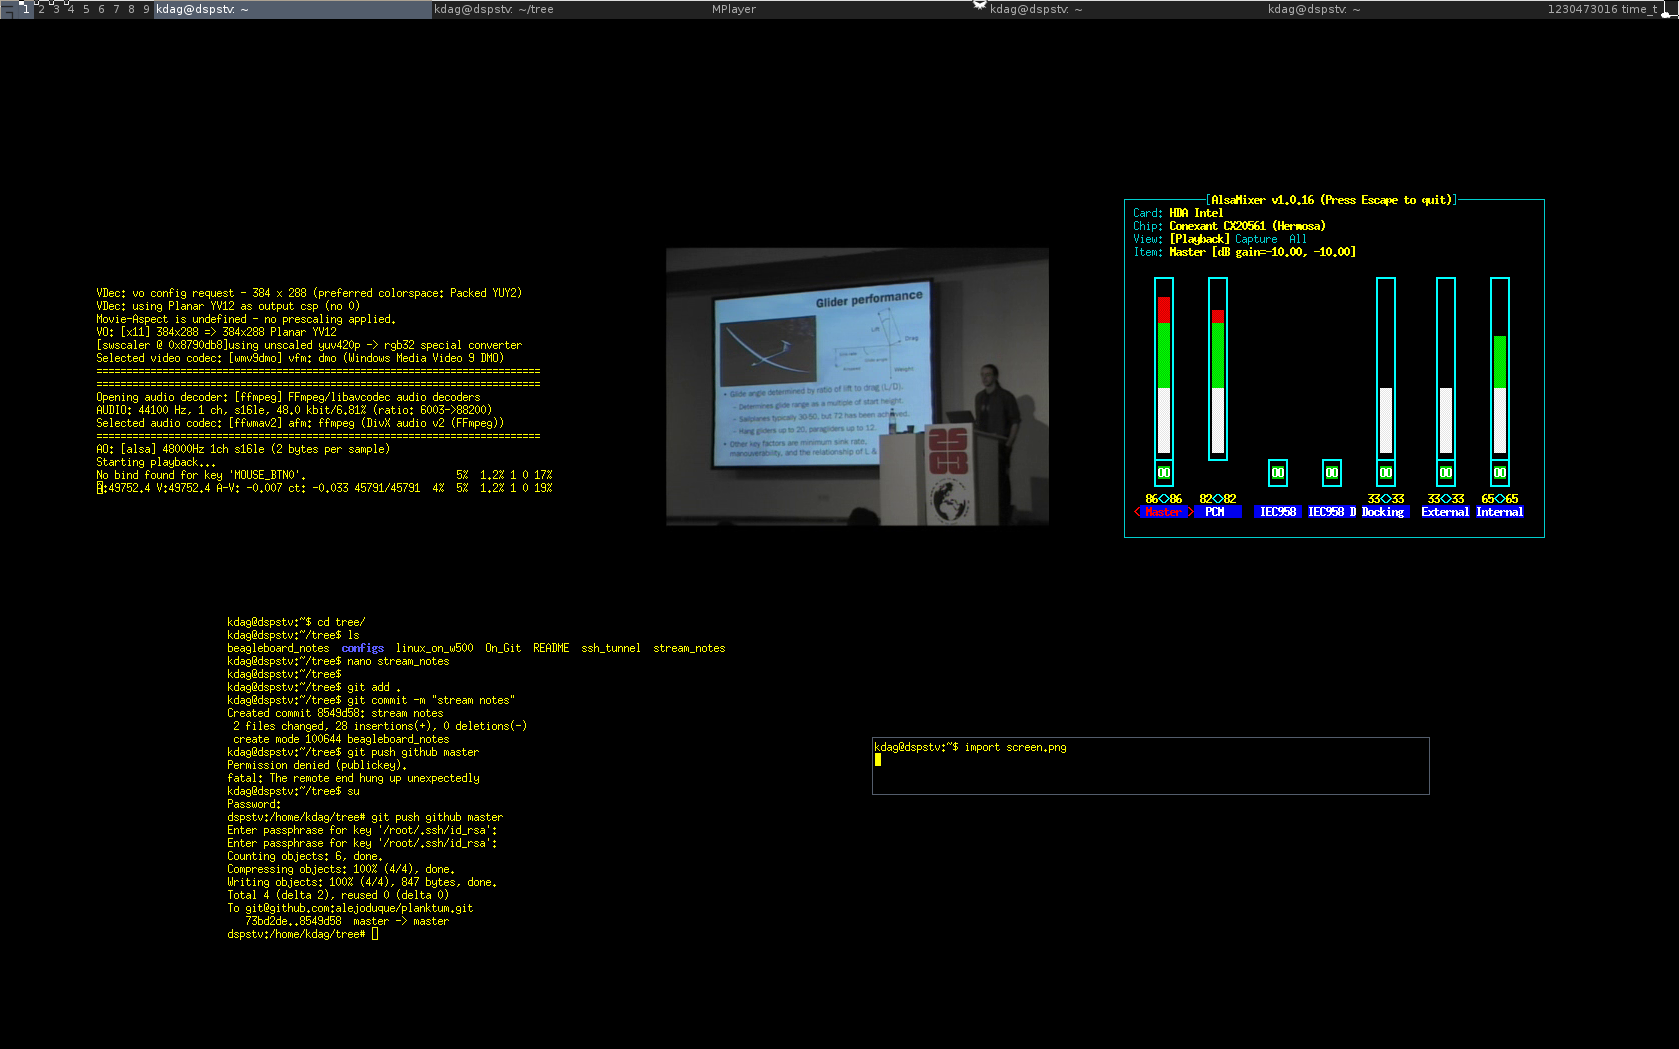 1 2 3 4 5 6 7 8 9 kdag@dspstv: ~ kdag@dspstv: ~/tree MPlayer kdag@dspstv: ~ kdag@dspstv: ~ 1230473016 time_t
VDec: vo config request - 384 x 288 (preferred colorspace: Packed YUY2)
VDec: using Planar YV12 as output csp (no 0)
Movie-Aspect is undefined - no prescaling applied.
VO: [x11] 384x288 => 384x288 Planar YV12
[swscaler @ 0x8790db8]using unscaled yuv420p -> rgb32 special converter
Selected video codec: [wmv9dmo] vfm: dmo (Windows Media Video 9 DMO)
==========================================================================
==========================================================================
Opening audio decoder: [ffmpeg] FFmpeg/libavcodec audio decoders
AUDIO: 44100 Hz, 1 ch, s16le, 48.0 kbit/6.81% (ratio: 6003->88200)
Selected audio codec: [ffwmav2] afm: ffmpeg (DivX audio v2 (FFmpeg))
==========================================================================
AO: [alsa] 48000Hz 1ch s16le (2 bytes per sample)
Starting playback...
No bind found for key 'MOUSE_BTN0'. 5% 1.2% 1 0 17%
A:49752.4 V:49752.4 A-V: -0.007 ct: -0.033 45791/45791 4% 5% 1.2% 1 0 19%
Glider performance
Lift
Drag
Weight
• Glide angle determined by ratio of lift to drag (L/D).
– Determines glide range as a multiple of start height.
– Sailplanes typically 30-50, but 72 has been achieved.
– Hang gliders up to 20, paragliders up to 12.
• Other key factors are minimum sink rate,
manouverability, and the relationship of L &
25
C3
[AlsaMixer v1.0.16 (Press Escape to quit)]
Card: HDA Intel
Chip: Conexant CX20561 (Hermosa)
View: [Playback] Capture All
Item: Master [dB gain=-10.00, -10.00]
OO OO OO OO OO OO
86◇86 82◇82 33◇33 33◇33 65◇65
< Master > PCM IEC958 IEC958 D Docking External Internal
kdag@dspstv:~$ cd tree/
kdag@dspstv:~/tree$ ls
beagleboard_notes configs linux_on_w500 On_Git README ssh_tunnel stream_notes
kdag@dspstv:~/tree$ nano stream_notes
kdag@dspstv:~/tree$
kdag@dspstv:~/tree$ git add .
kdag@dspstv:~/tree$ git commit -m "stream notes"
Created commit 8549d58: stream notes
2 files changed, 28 insertions(+), 0 deletions(-)
create mode 100644 beagleboard_notes
kdag@dspstv:~/tree$ git push github master
Permission denied (publickey).
fatal: The remote end hung up unexpectedly
kdag@dspstv:~/tree$ su
Password:
dspstv:/home/kdag/tree# git push github master
Enter passphrase for key '/root/.ssh/id_rsa':
Enter passphrase for key '/root/.ssh/id_rsa':
Counting objects: 6, done.
Compressing objects: 100% (4/4), done.
Writing objects: 100% (4/4), 847 bytes, done.
Total 4 (delta 2), reused 0 (delta 0)
To git@github.com:alejoduque/planktum.git
73bd2de..8549d58 master -> master
dspstv:/home/kdag/tree#
kdag@dspstv:~$ import screen.png